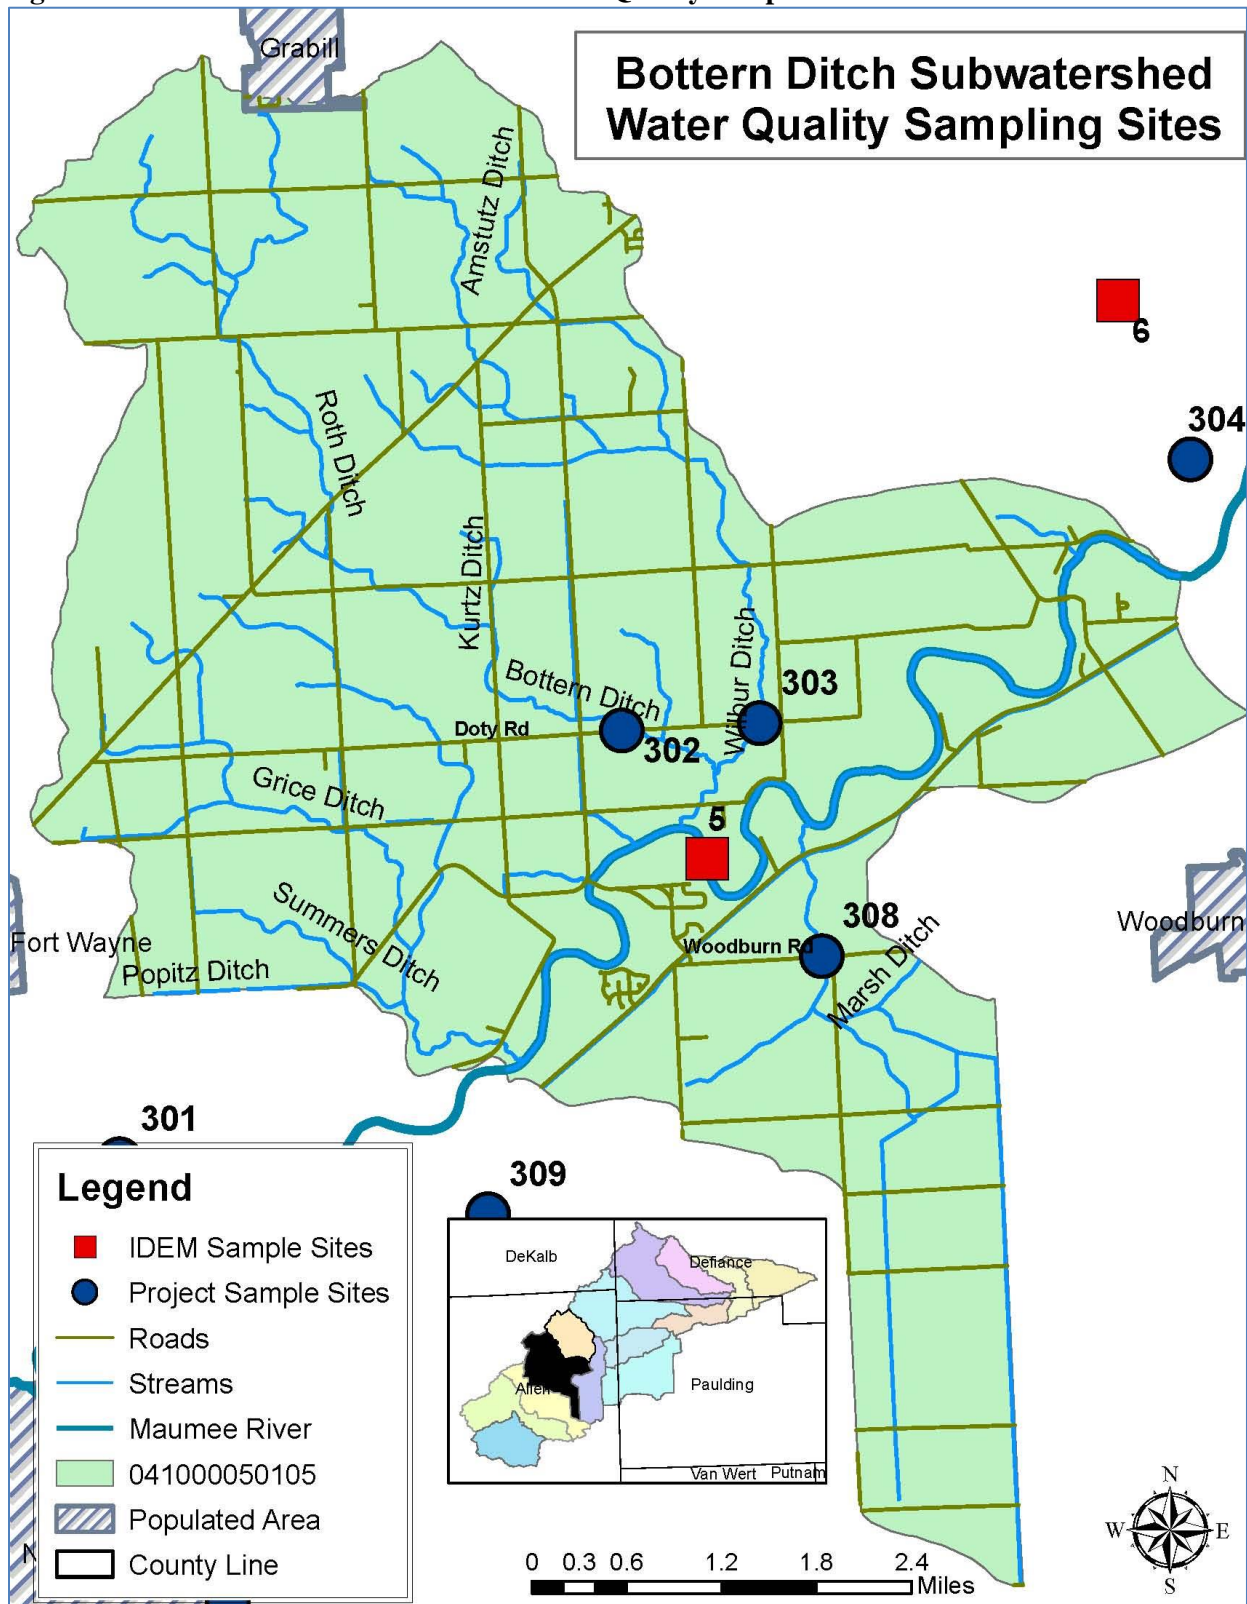 Grabill
Bottern Ditch Subwatershed
Water Quality Sampling Sites
Amstutz Ditch
6
304
Roth Ditch
Kurtz Ditch
Wilbur Ditch
303
Bottern Ditch
Doty Rd
302
Grice Ditch
5
Summers Ditch
308
Woodburn
Fort Wayne
Woodburn Rd
Popitz Ditch
Marsh Ditch
301
309
Legend
IDEM Sample Sites
Project Sample Sites
Roads
Streams
Maumee River
041000050105
Populated Area
County Line
DeKalb
Defiance
Allen
Paulding
Van Wert Putnam
0 0.3 0.6 1.2 1.8 2.4
Miles
N
W E
S